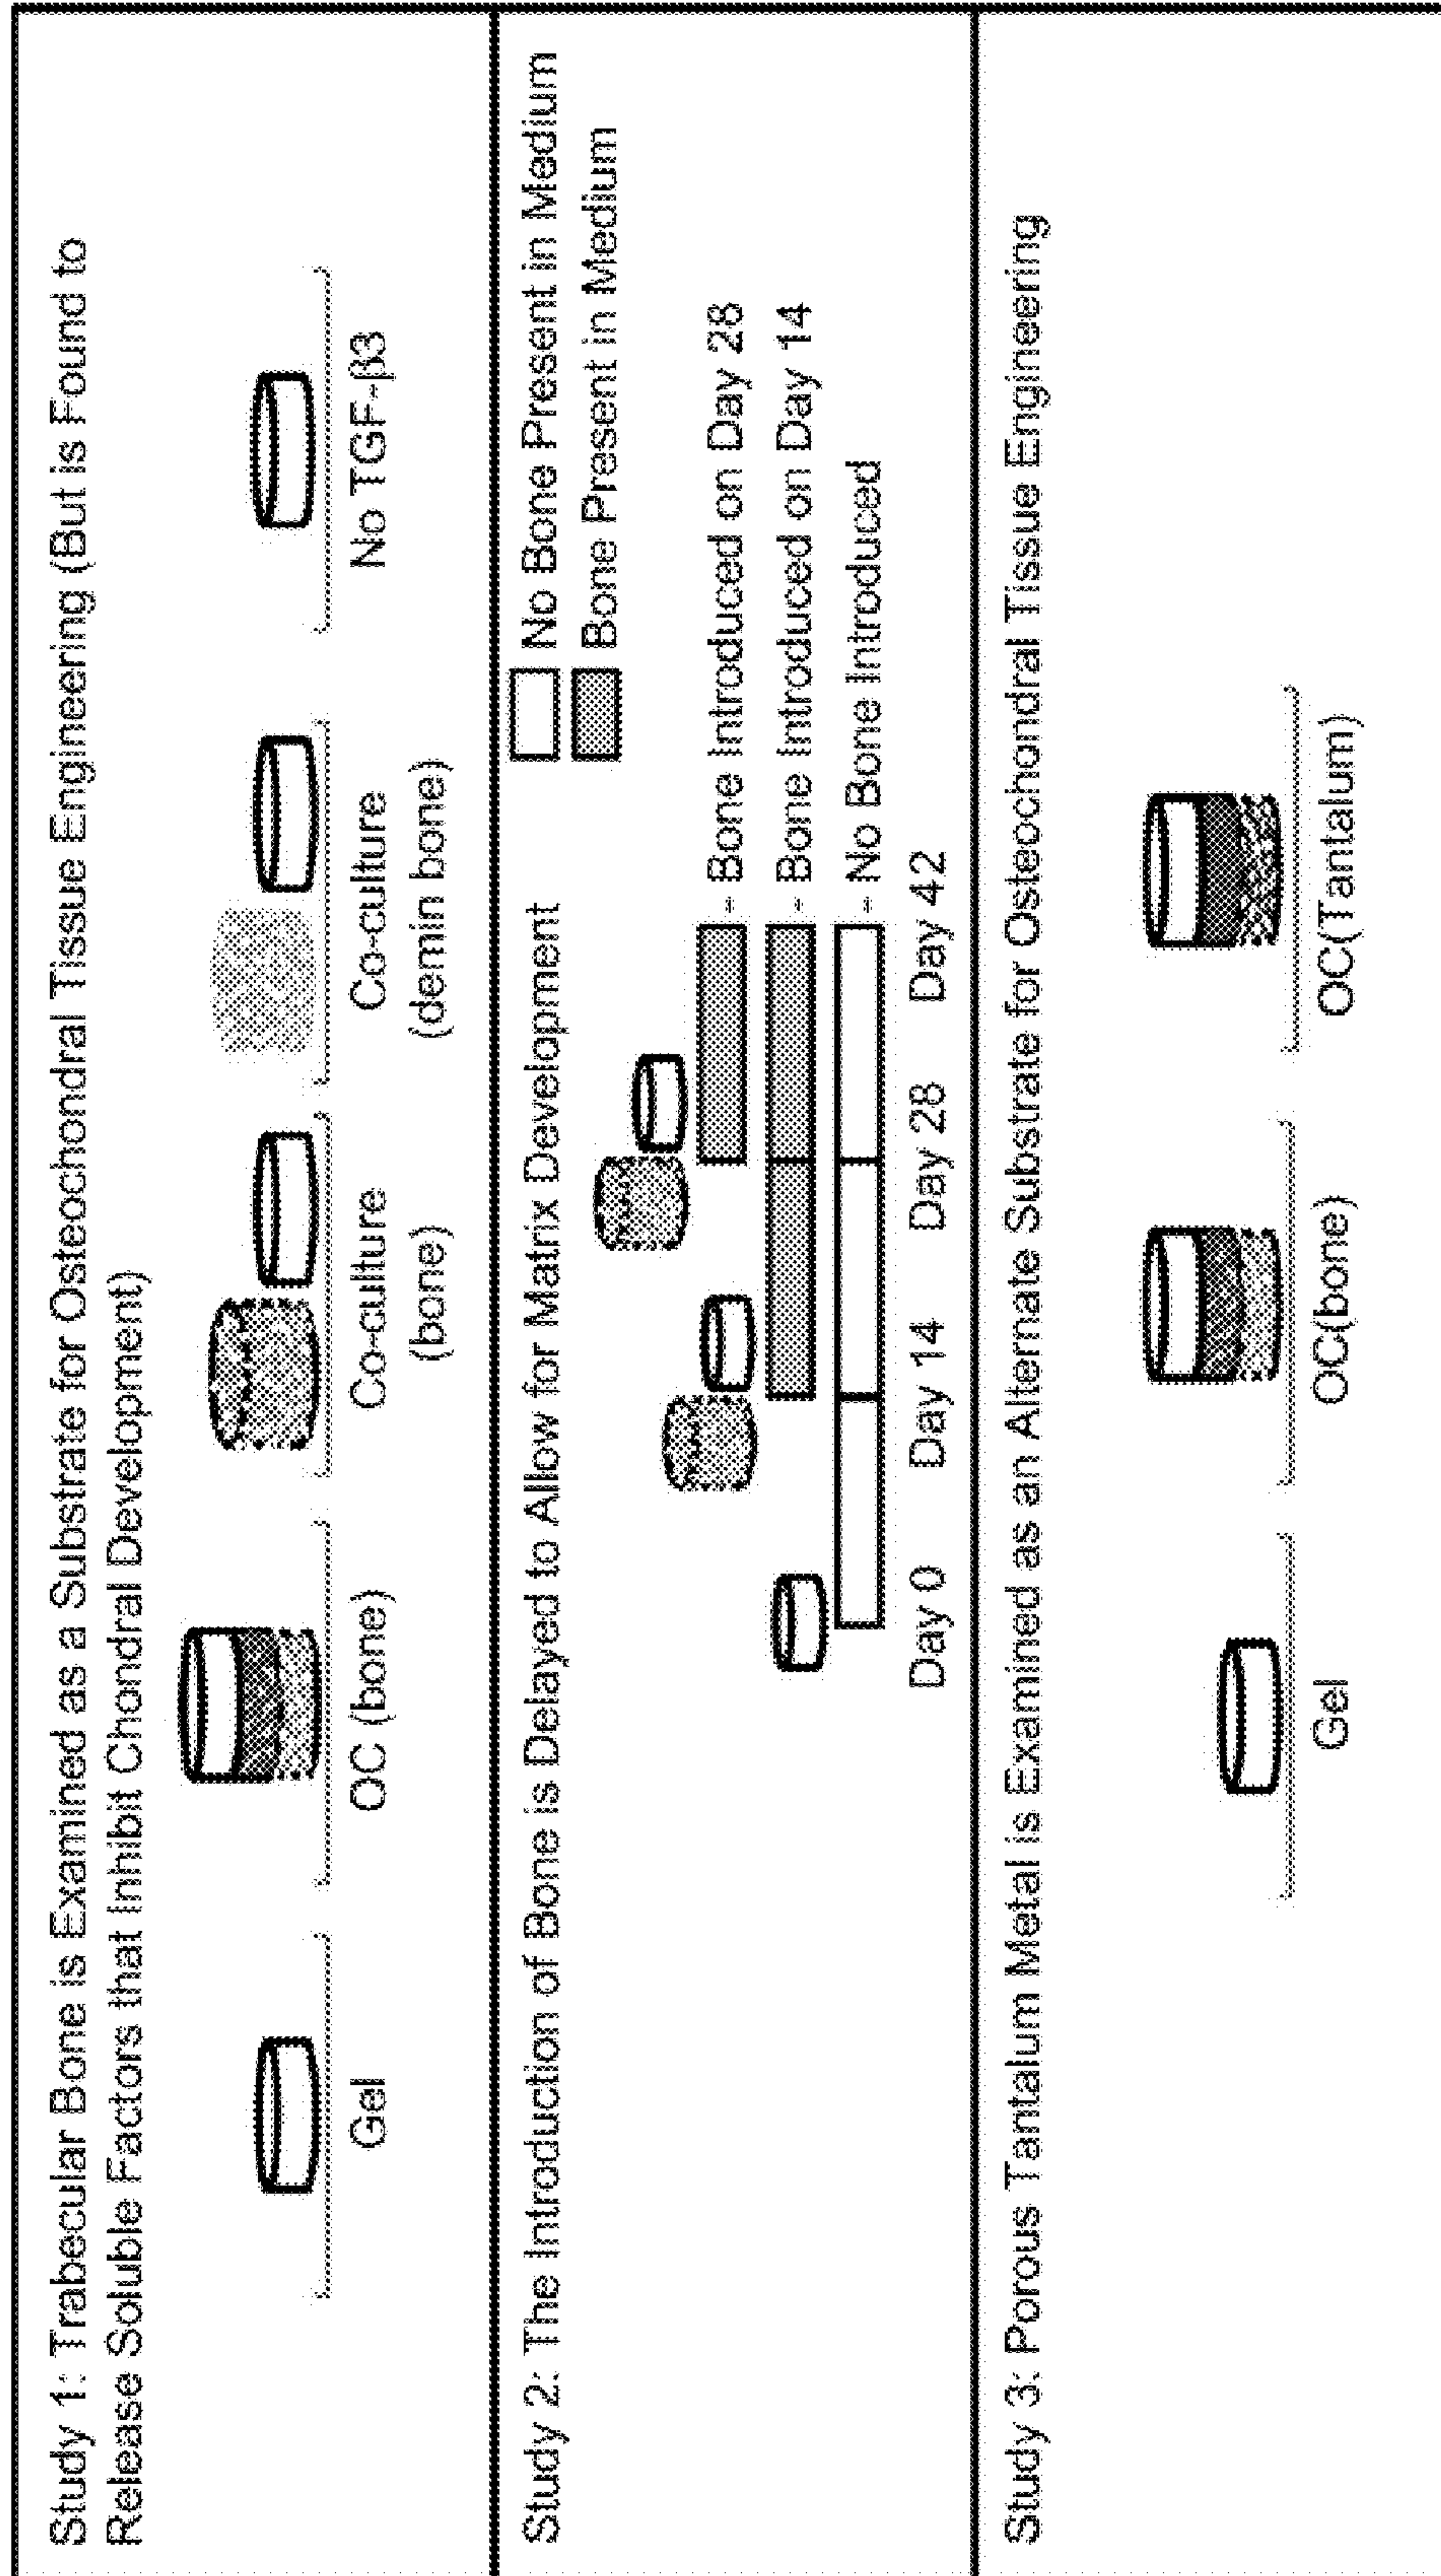 Study 1: Trabecular Bone is Examined as a Substrate for Osteochondral Tissue Engineering (But is Found to
Release Soluble Factors that Inhibit Chondral Development)
Gel
OC (bone)
Co-culture
(bone)
Co-culture
(demin bone)
No TGF-β3
Study 2: The Introduction of Bone is Delayed to Allow for Matrix Development
No Bone Present in Medium
Bone Present in Medium
- Bone Introduced on Day 28
- Bone Introduced on Day 14
- No Bone Introduced
Day 0 Day 14 Day 28 Day 42
Study 3: Porous Tantalum Metal is Examined as an Alternate Substrate for Osteochondral Tissue Engineering
Gel
OC(bone)
OC(Tantalum)